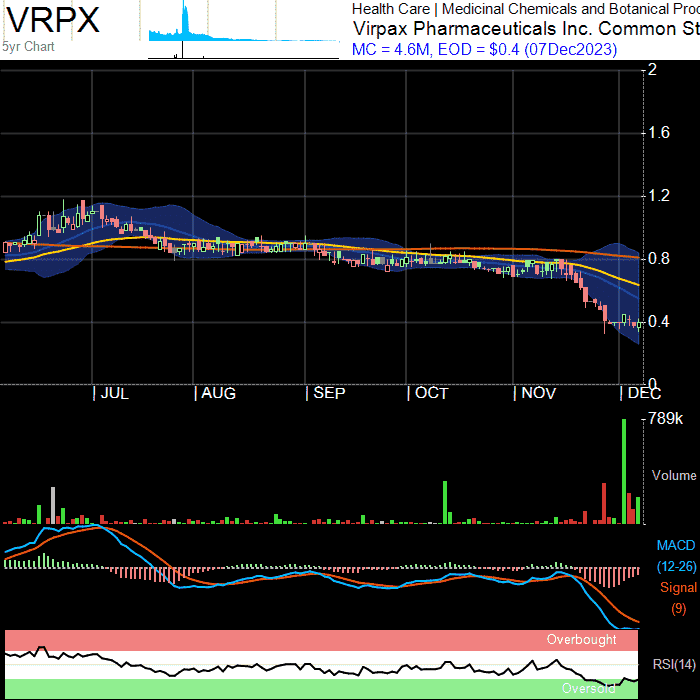 VRPX
5yr Chart
Health Care | Medicinal Chemicals and Botanical Proc
Virpax Pharmaceuticals Inc. Common St
MC = 4.6M, EOD = $0.4 (07Dec2023)
2
1.6
1.2
0.8
0.4
0
JUL
AUG
SEP
OCT
NOV
DEC
789k
Volume
MACD
(12-26)
Signal
(9)
Overbought
RSI(14)
Oversold